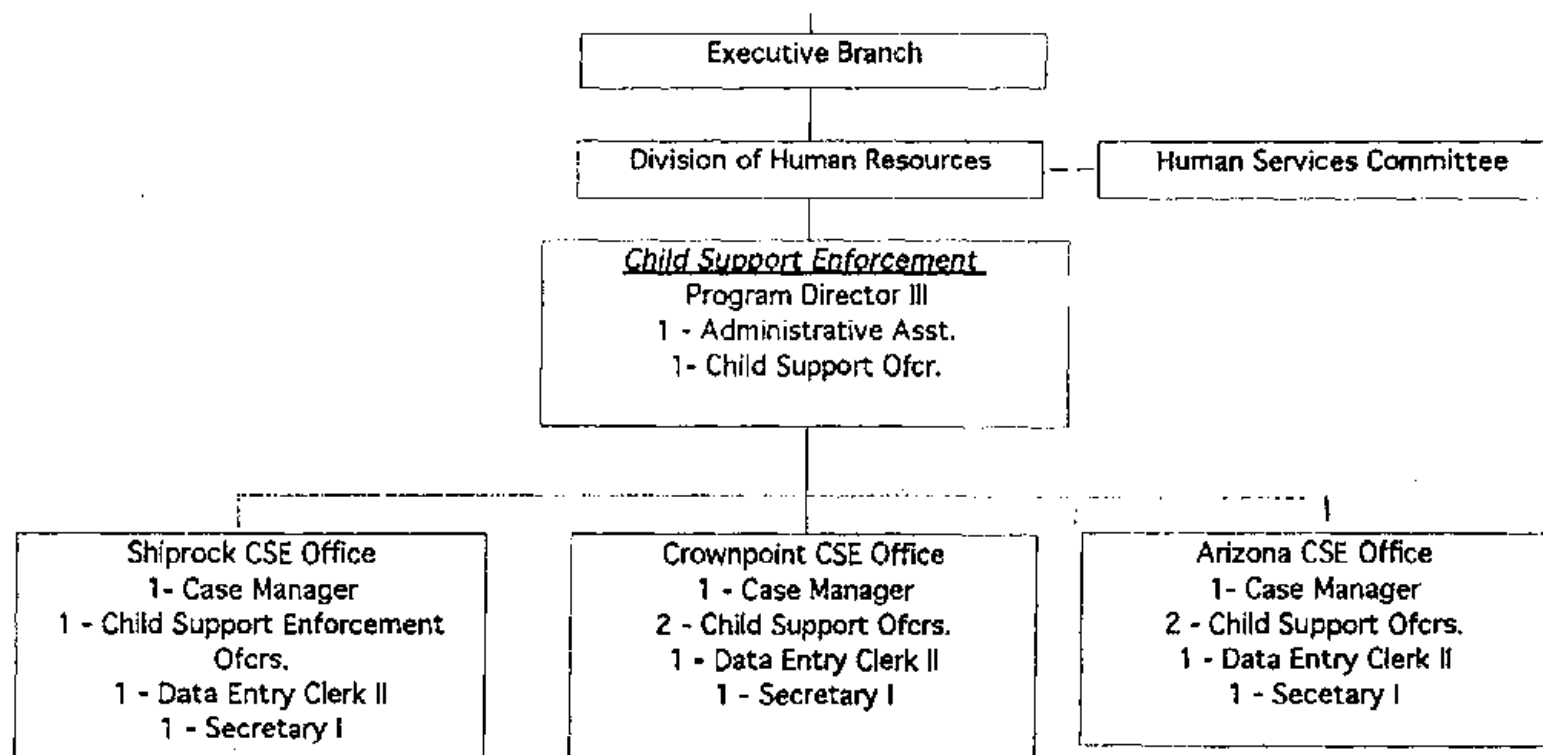 Executive Branch
Division of Human Resources
Human Services Committee
Child Support Enforcement
Program Director III
1 - Administrative Asst.
1- Child Support Ofcr.
Shiprock CSE Office
1- Case Manager
1 - Child Support Enforcement
Ofcrs.
1 - Data Entry Clerk II
1 - Secretary I
Crownpoint CSE Office
1 - Case Manager
2 - Child Support Ofcrs.
1 - Data Entry Clerk II
1 - Secretary I
Arizona CSE Office
1- Case Manager
2 - Child Support Ofcrs.
1 - Data Entry Clerk II
1 - Secetary I